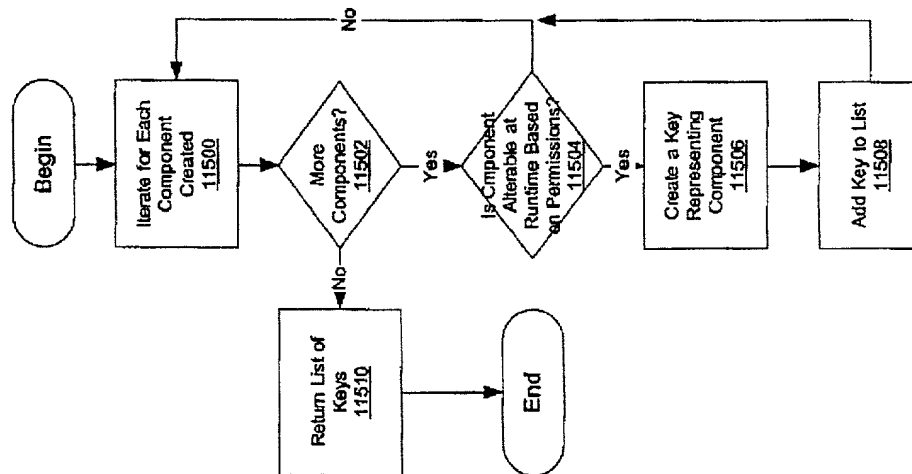 Begin
Iterate for Each
Component
Created
11500
More
Components?
11502
No
Yes
Is Cmponent
Alterable at
Runtime Based
on Permissions?
11504
No
Yes
Create a Key
Representing
Component
11506
Add Key to List
11508
Return List of
Keys
11510
End